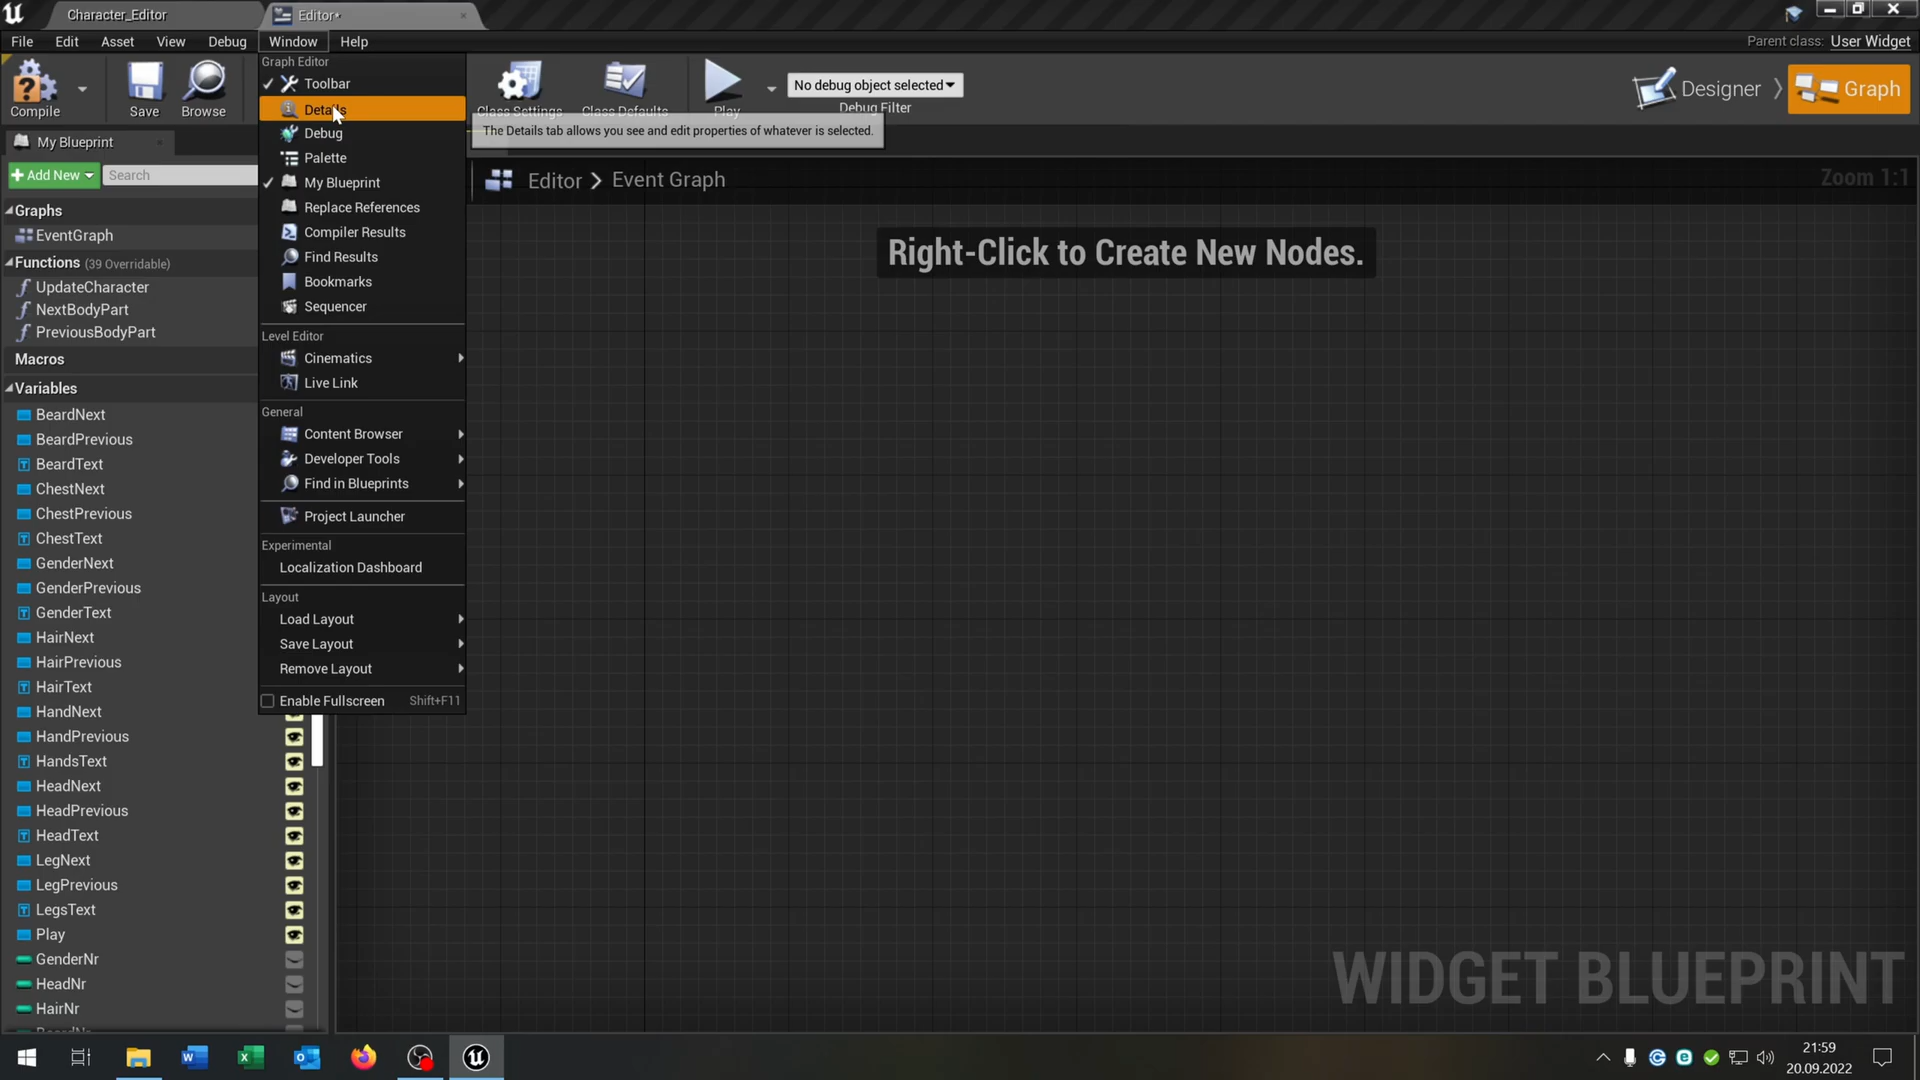 Character_Editor
Editor*
File Edit Asset View Debug Window Help
Parent class: User Widget
Compile
Save
Browse
Class Settings
Class Defaults
Play
No debug object selected
Debug Filter
Designer
Graph
Graph Editor
Toolbar
Details
Debug
Palette
My Blueprint
Replace References
Compiler Results
Find Results
Bookmarks
Sequencer
Level Editor
Cinematics
Live Link
General
Content Browser
Developer Tools
Find in Blueprints
Project Launcher
Experimental
Localization Dashboard
Layout
Load Layout
Save Layout
Remove Layout
Enable Fullscreen Shift+F11
The Details tab allows you see and edit properties of whatever is selected.
My Blueprint
+ Add New
Search
Graphs
EventGraph
Functions (39 Overridable)
UpdateCharacter
NextBodyPart
PreviousBodyPart
Macros
Variables
BeardNext
BeardPrevious
BeardText
ChestNext
ChestPrevious
ChestText
GenderNext
GenderPrevious
GenderText
HairNext
HairPrevious
HairText
HandNext
HandPrevious
HandsText
HeadNext
HeadPrevious
HeadText
LegNext
LegPrevious
LegsText
Play
GenderNr
HeadNr
HairNr
BeardNr
Editor > Event Graph
Zoom 1:1
Right-Click to Create New Nodes.
WIDGET BLUEPRINT
21:59
20.09.2022